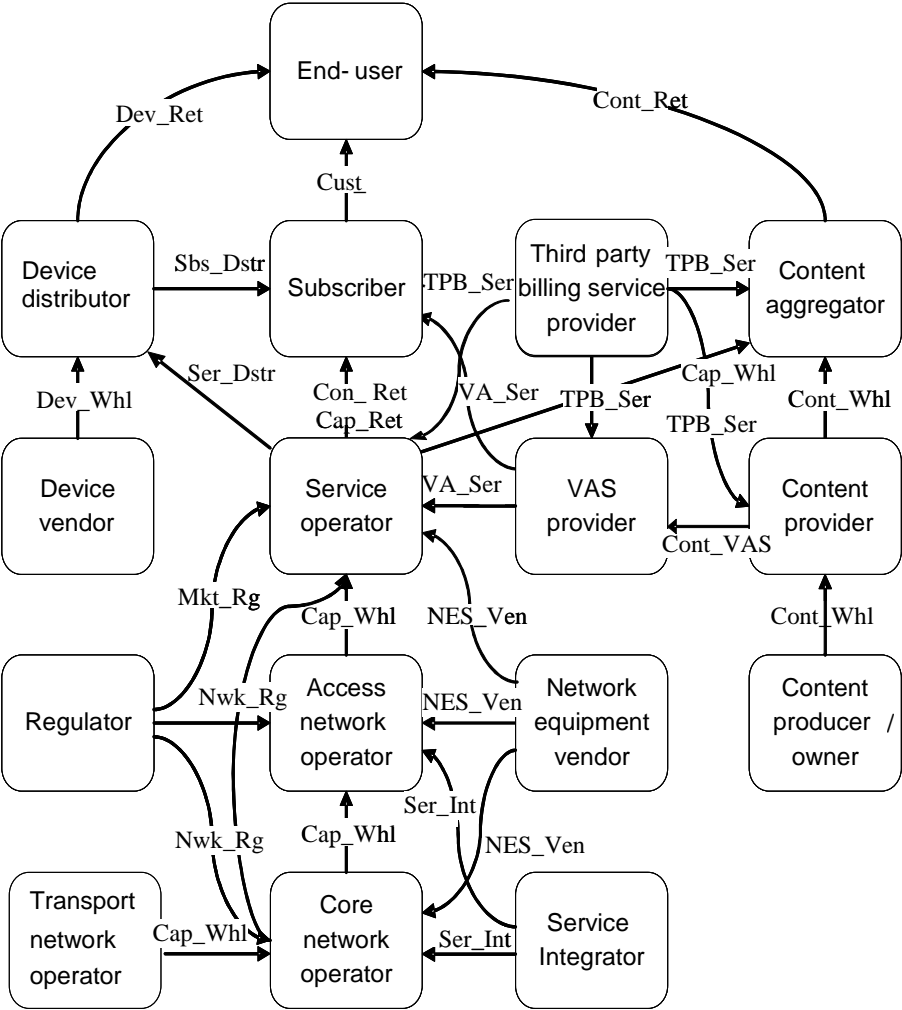 End- user
Dev_Ret
Cont_Ret
Cust_
Device
distributor
Sbs_Dstr
Subscriber
TPB_Ser
Third party
billing service
provider
TPB_Ser
Content
aggregator
Dev_Whl
Ser_Dstr
Con_ Ret
Cap_Ret
VA_Ser
TPB_Ser
Cap_Whl
Cont_Whl
TPB_Ser
Device
vendor
Service
operator
VA_Ser
VAS
provider
Cont_VAS
Content
provider
Mkt_Rg
Cap_Whl
NES_Ven
Cont_Whl
Regulator
Nwk_Rg
Access
network
operator
NES_Ven
Network
equipment
vendor
Content
producer /
owner
Nwk_Rg
Cap_Whl
Ser_Int
NES_Ven
Transport
network
operator
Cap_Whl
Core
network
operator
Ser_Int
Service
Integrator